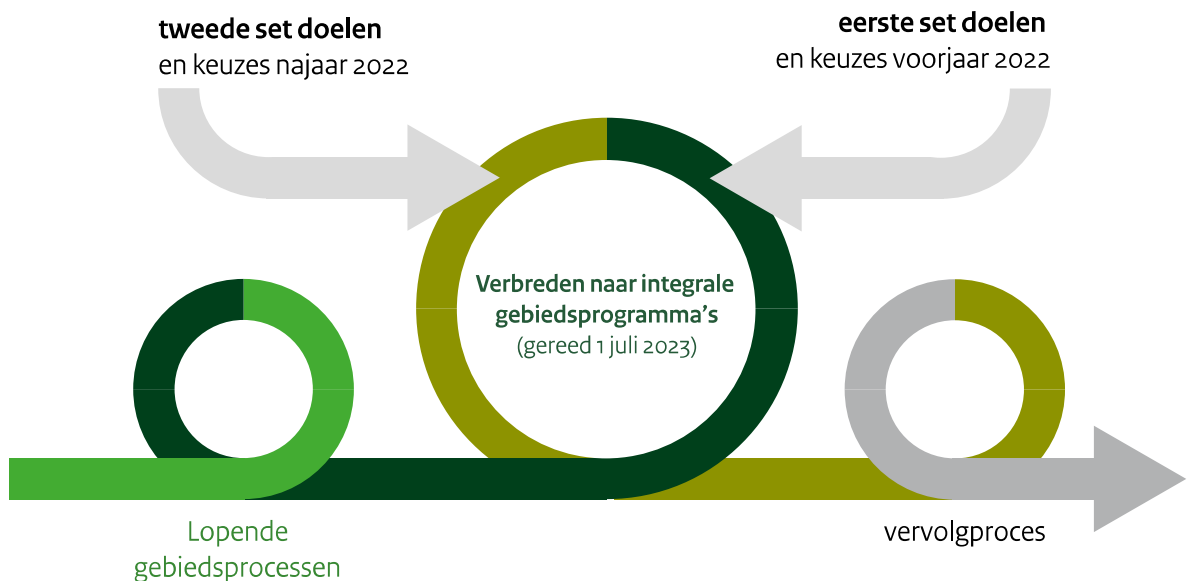 tweede set doelen
en keuzes najaar 2022
eerste set doelen
en keuzes voorjaar 2022
Verbreden naar integrale
gebiedsprogramma's
(gereed 1 juli 2023)
Lopende
gebiedsprocessen
vervolgproces